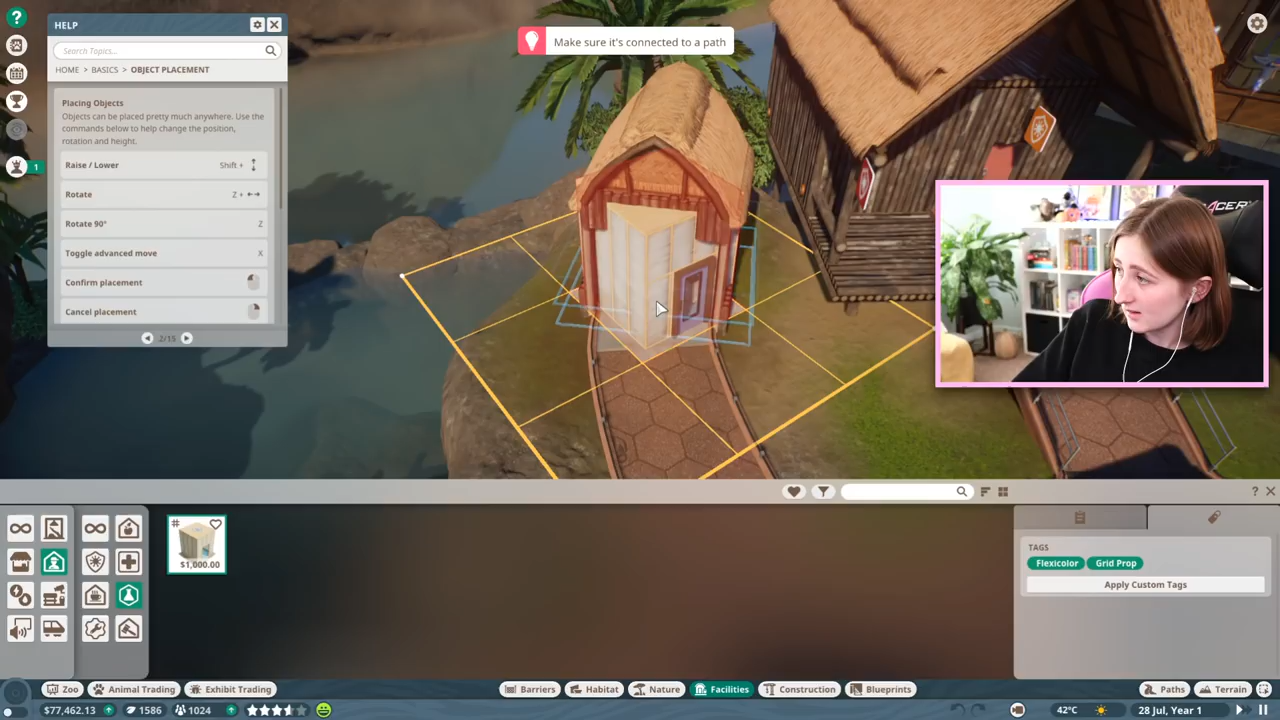 HELP
Make sure it's connected to a path
Search Topics...
HOME > BASICS > OBJECT PLACEMENT
Placing Objects
Objects can be placed pretty much anywhere. Use the
commands below to help change the position,
rotation and height.
Raise / Lower Shift +
Rotate Z +
Rotate 90° Z
Toggle advanced move X
Confirm placement
Cancel placement
2/15
1
$1,000.00
TAGS
Flexicolor Grid Prop
Apply Custom Tags
Zoo Animal Trading Exhibit Trading Barriers Habitat Nature Facilities Construction Blueprints Paths Terrain
$77,462.13 1586 1024 42°C 28 Jul, Year 1